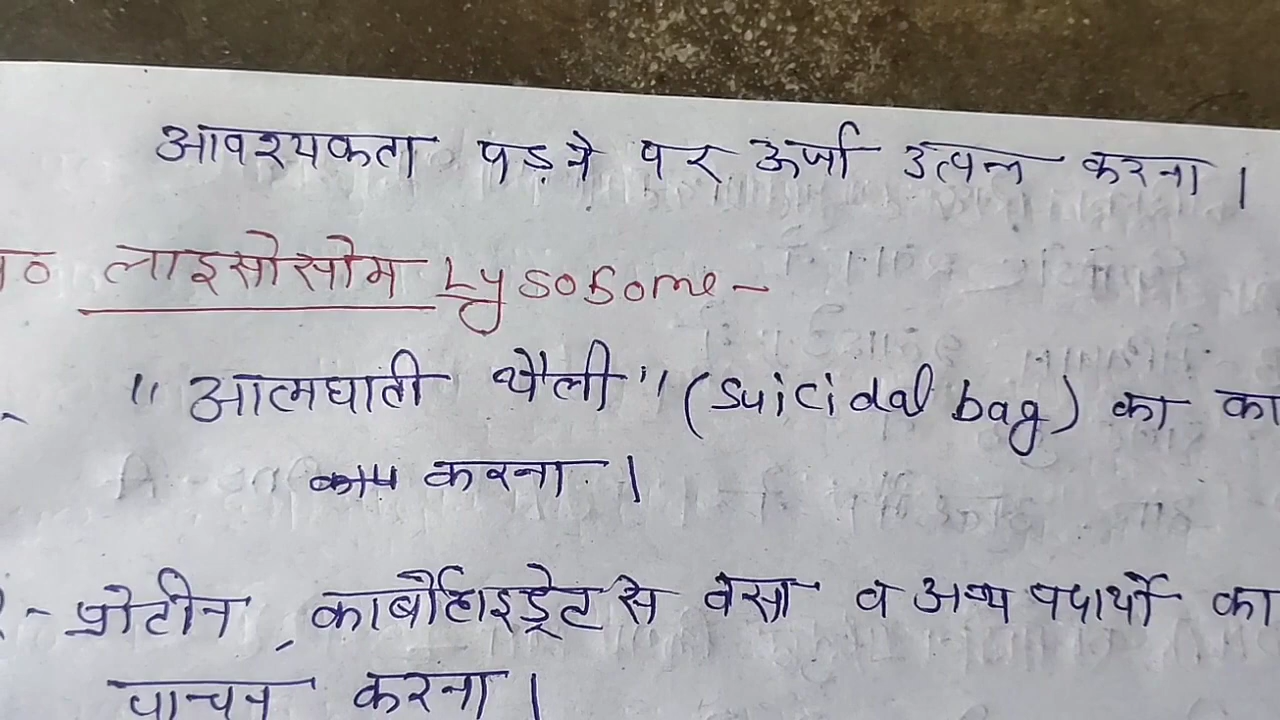 आवश्यकता पड़ने पर ऊर्जा उत्पन्न करना ।
लाइसोसोम Lysosome -
" आत्मघाती थैली " (Suicidal bag) का का
करना ।
- प्रोटीन , कार्बोहाइड्रेट से वसा व अन्य पदार्थों का
पाचन करना ।